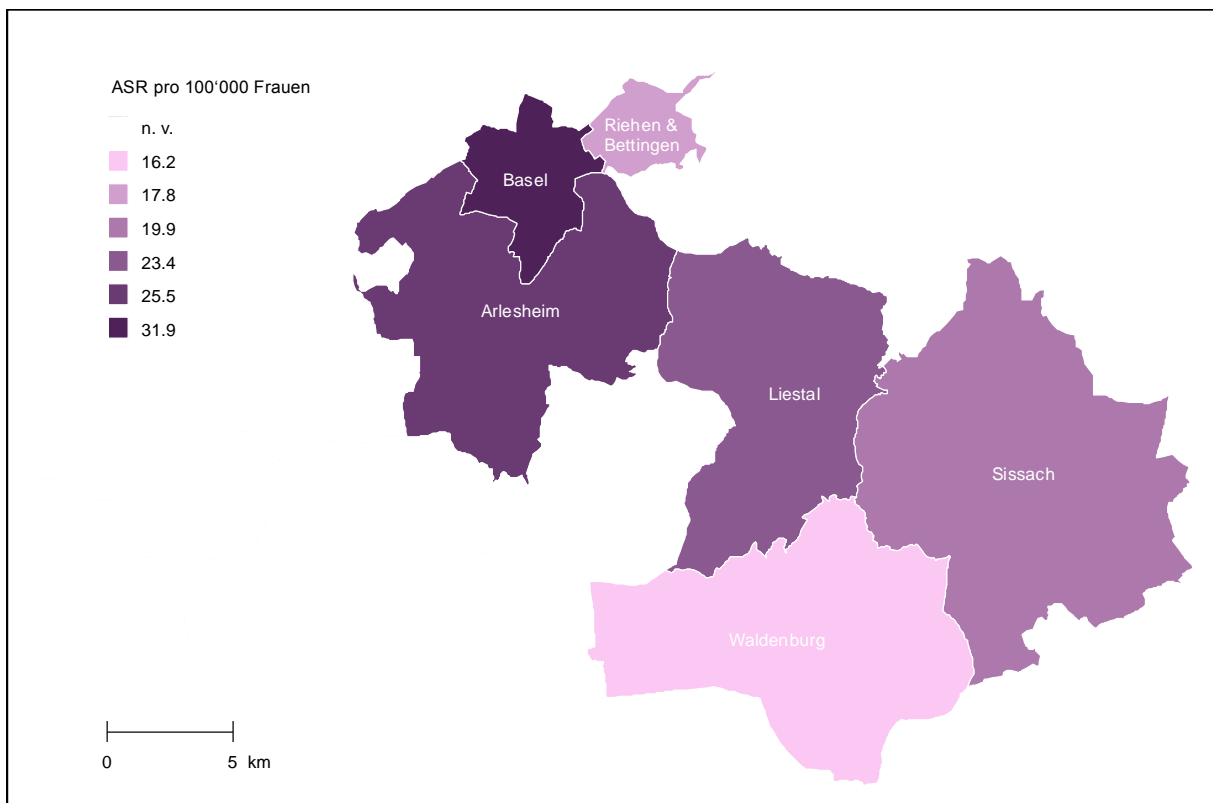 ASR pro 100‘000 Frauen
n. v.
16.2
17.8
19.9
23.4
25.5
31.9
Riehen &
Bettingen
Basel
Arlesheim
Liestal
Sissach
Waldenburg
0 5 km